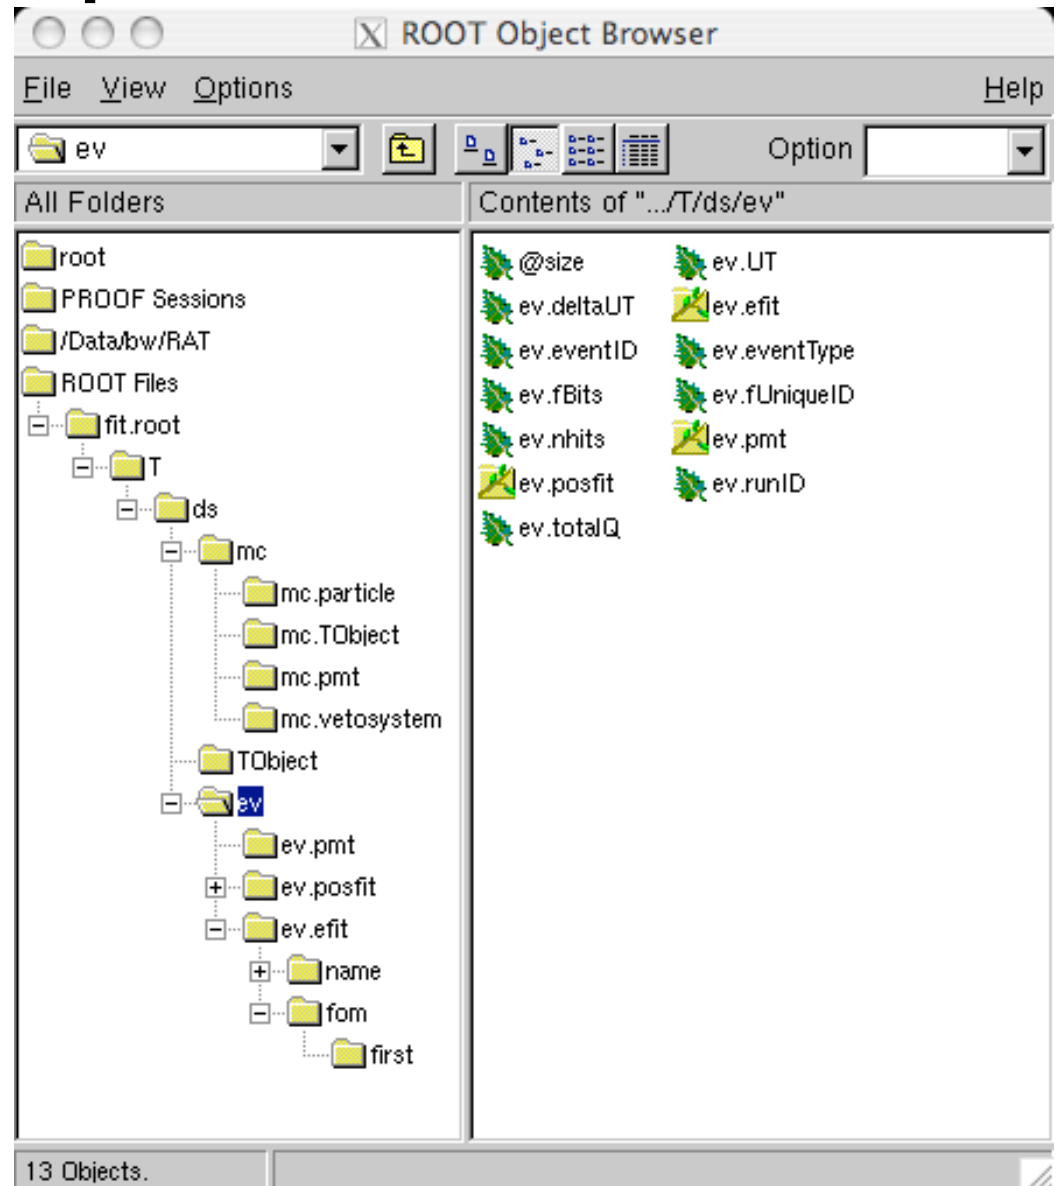 ROOT Object Browser
File View Options Help
ev Option
All Folders
Contents of ".../T/ds/ev"
root
PROOF Sessions
/Data/bw/RAT
ROOT Files
fit.root
T
ds
mc
mc.particle
mc.TObject
mc.pmt
mc.vetosystem
TObject
ev
ev.pmt
ev.posfit
ev.efit
name
fom
first
@size ev.UT
ev.deltaUT ev.efit
ev.eventID ev.eventType
ev.fBits ev.fUniqueID
ev.nhits ev.pmt
ev.posfit ev.runID
ev.totalQ
13 Objects.